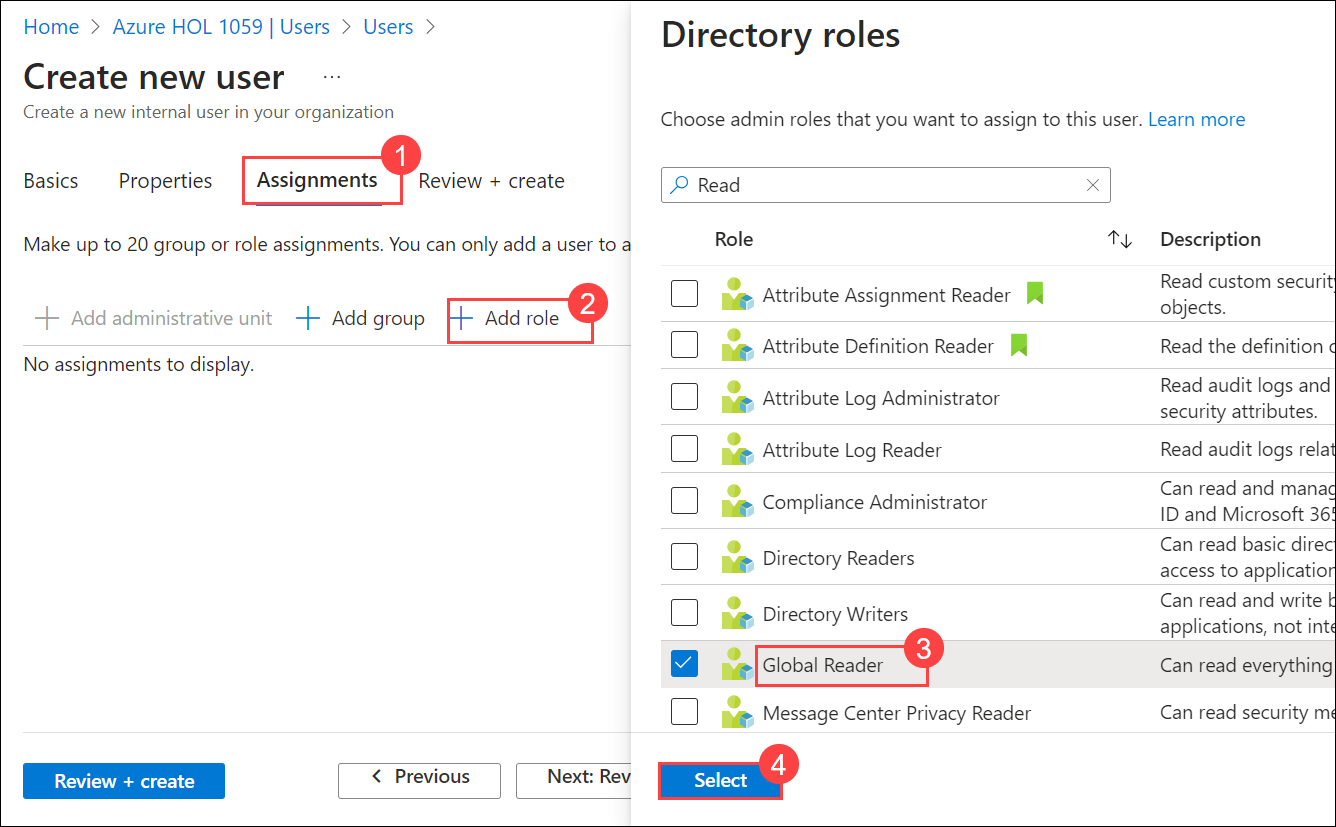 Home > Azure HOL 1059 | Users > Users >
Create new user ...
Create a new internal user in your organization
Basics
Properties
Assignments
1
Review + create
Make up to 20 group or role assignments. You can only add a user to a
Add administrative unit
Add group
Add role
2
No assignments to display.
Review + create
< Previous
Next: Rev
Directory roles
Choose admin roles that you want to assign to this user. Learn more
Read
Role
Description
Attribute Assignment Reader
Read custom security
objects.
Attribute Definition Reader
Read the definition
Attribute Log Administrator
Read audit logs and
security attributes.
Attribute Log Reader
Read audit logs relat
Compliance Administrator
Can read and manag
ID and Microsoft 365
Directory Readers
Can read basic direct
access to application
Directory Writers
Can read and write b
applications, not inte
Global Reader
3
Can read everything
Message Center Privacy Reader
Can read security me
Select
4